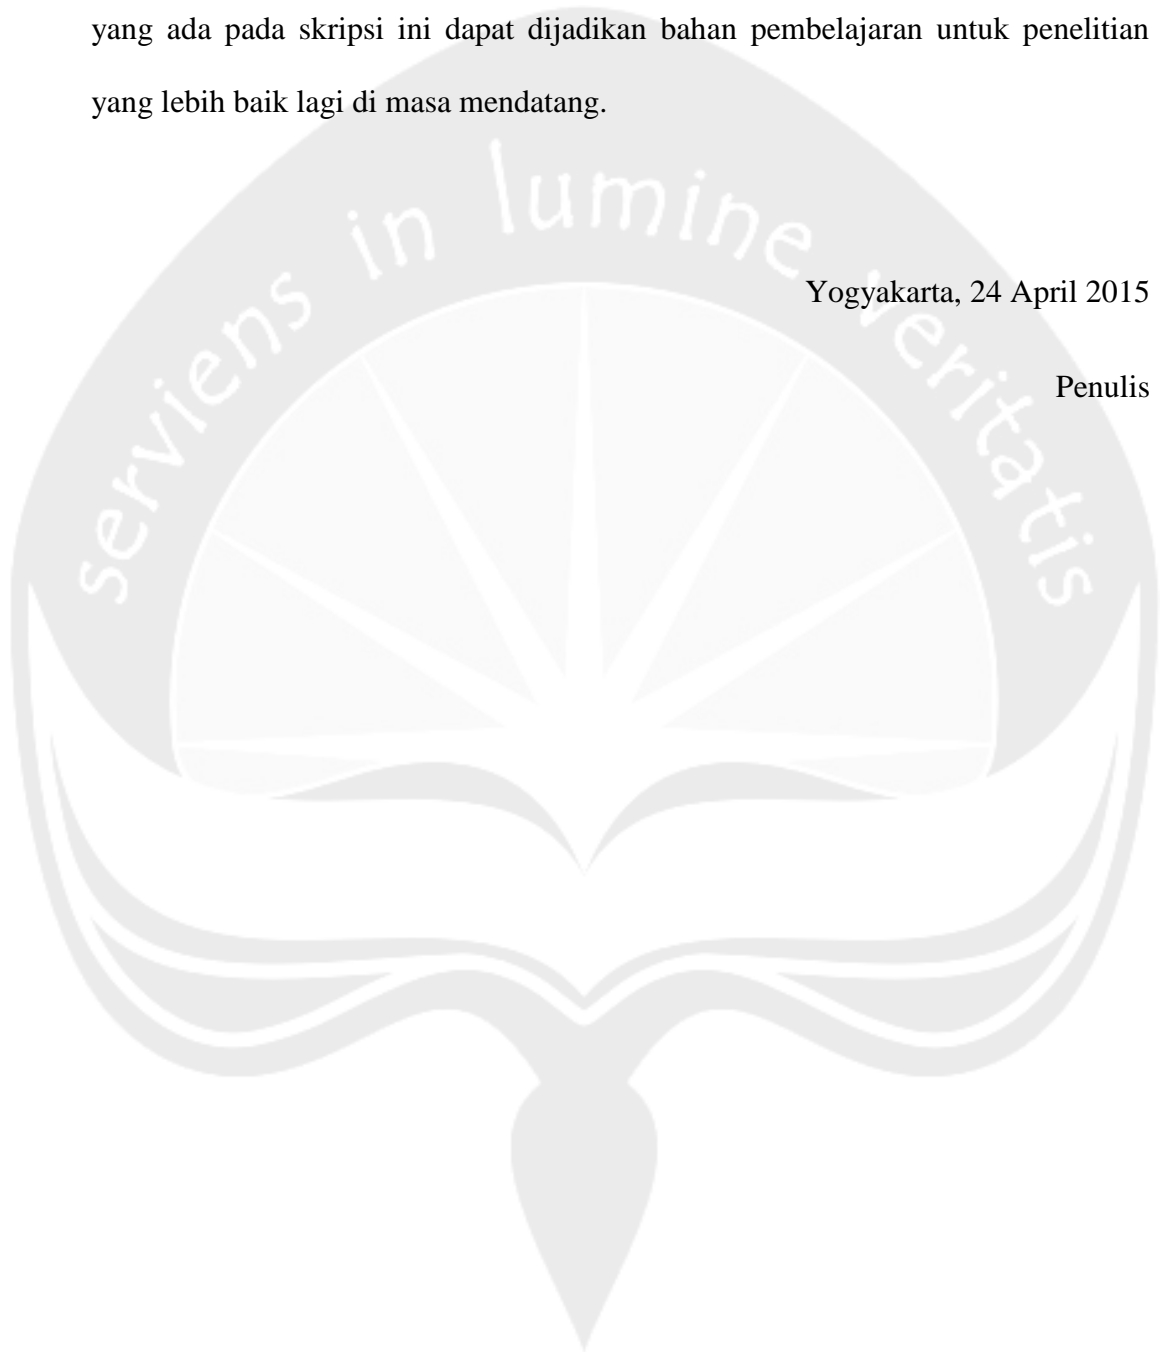 yang ada pada skripsi ini dapat dijadikan bahan pembelajaran untuk penelitian
yang lebih baik lagi di masa mendatang.
serviens in lumine veritatis
Yogyakarta, 24 April 2015
Penulis